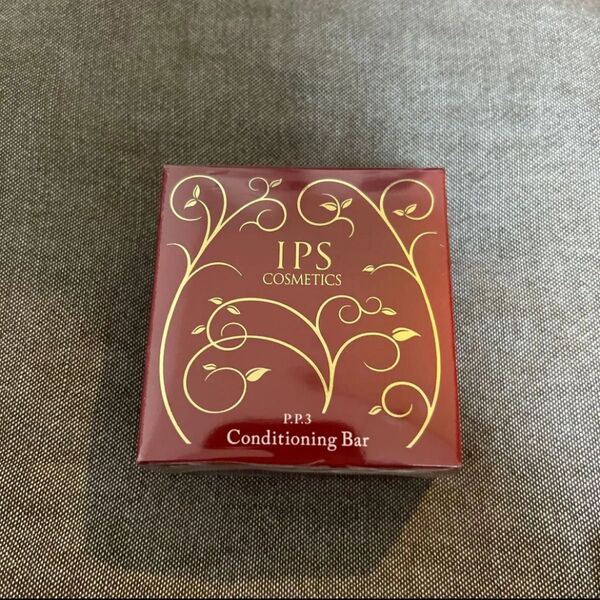 IPS
COSMETICS
P.P.3
Conditioning Bar